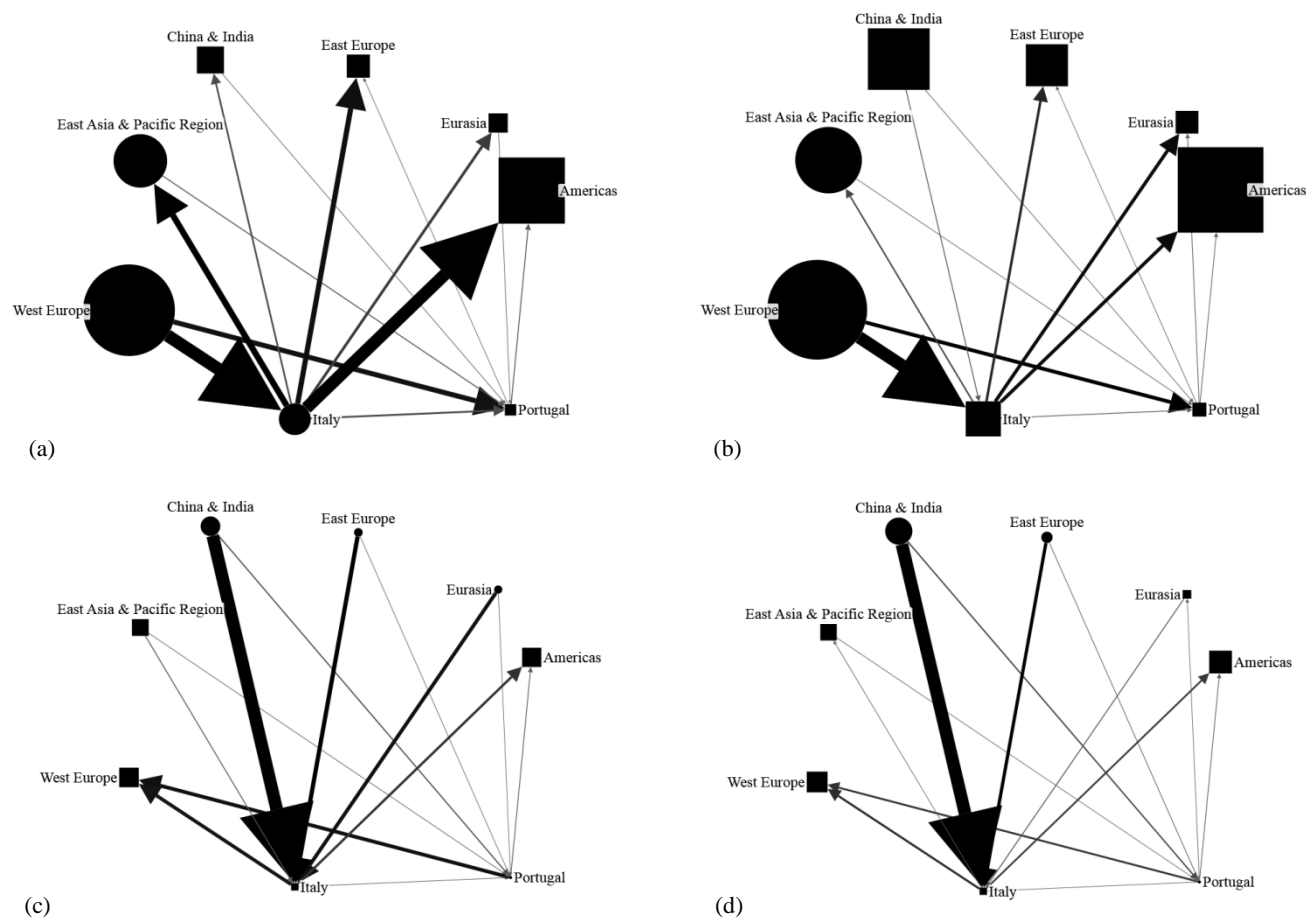 China & India
East Europe
East Asia & Pacific Region
Eurasia
Americas
West Europe
Italy
Portugal
(a)
China & India
East Europe
East Asia & Pacific Region
Eurasia
Americas
West Europe
Italy
Portugal
(b)
China & India
East Europe
Eurasia
East Asia & Pacific Region
Americas
West Europe
Portugal
Italy
(c)
China & India
East Europe
Eurasia
East Asia & Pacific Region
Americas
West Europe
Portugal
Italy
(d)